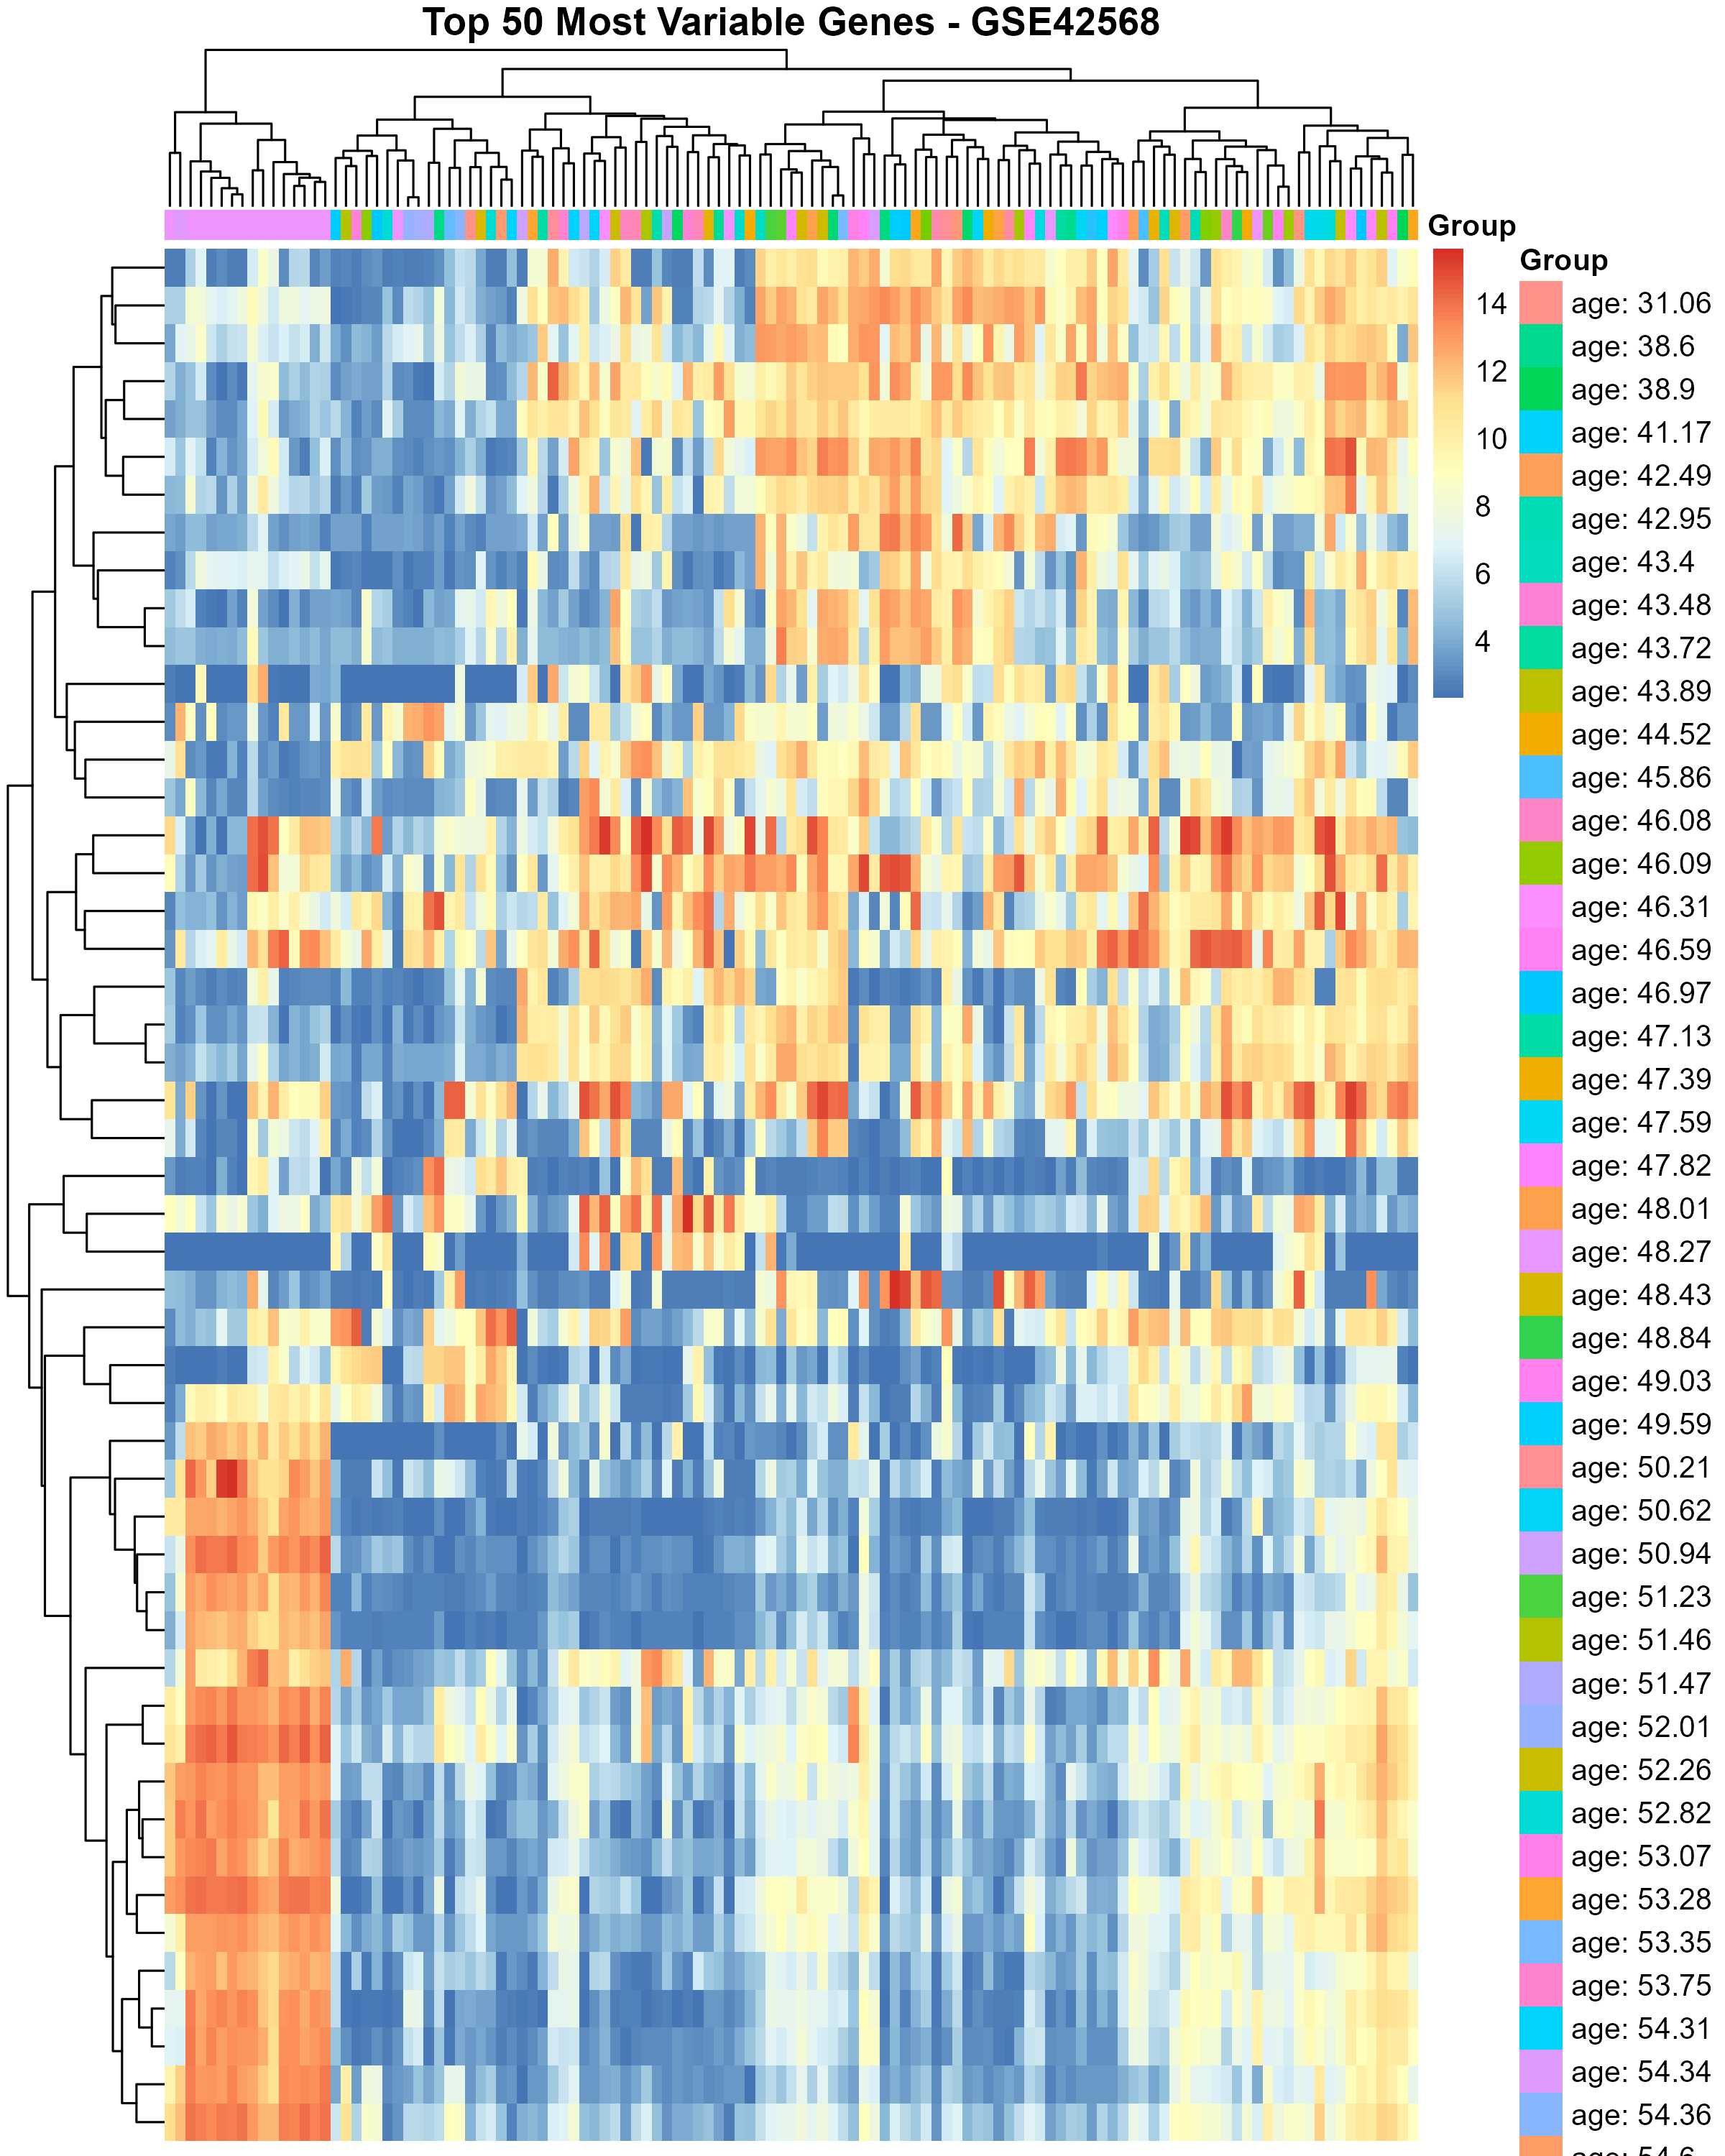 Top 50 Most Variable Genes - GSE42568
Group
14
12
10
8
6
4
Group
age: 31.06
age: 38.6
age: 38.9
age: 41.17
age: 42.49
age: 42.95
age: 43.4
age: 43.48
age: 43.72
age: 43.89
age: 44.52
age: 45.86
age: 46.08
age: 46.09
age: 46.31
age: 46.59
age: 46.97
age: 47.13
age: 47.39
age: 47.59
age: 47.82
age: 48.01
age: 48.27
age: 48.43
age: 48.84
age: 49.03
age: 49.59
age: 50.21
age: 50.62
age: 50.94
age: 51.23
age: 51.46
age: 51.47
age: 52.01
age: 52.26
age: 52.82
age: 53.07
age: 53.28
age: 53.35
age: 53.75
age: 54.31
age: 54.34
age: 54.36
age: 54.6